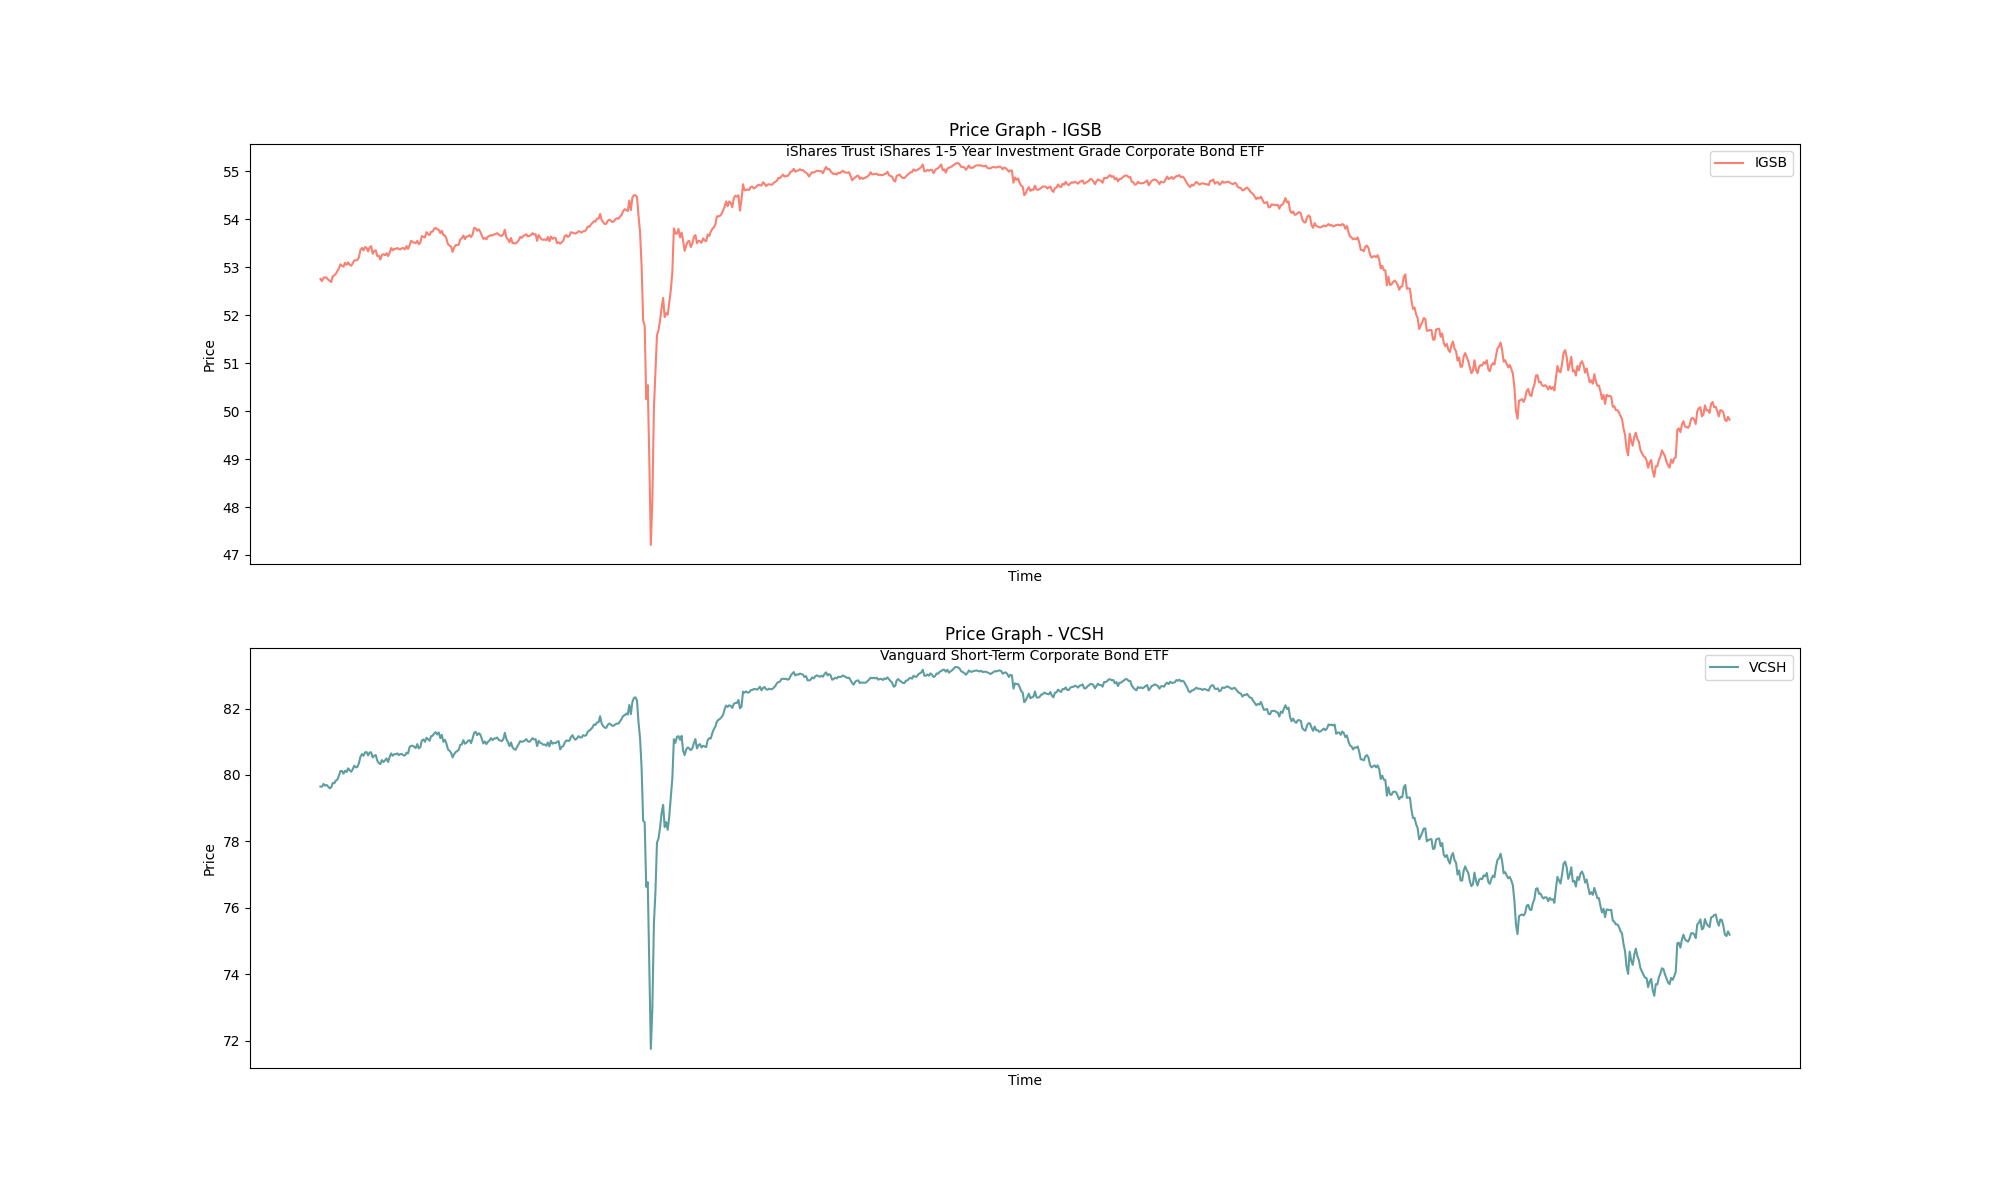 Price Graph - IGSB
iShares Trust iShares 1-5 Year Investment Grade Corporate Bond ETF
IGSB
55
54
53
52
51
50
49
48
47
Price
Time
Price Graph - VCSH
Vanguard Short-Term Corporate Bond ETF
VCSH
82
80
78
76
74
72
Price
Time